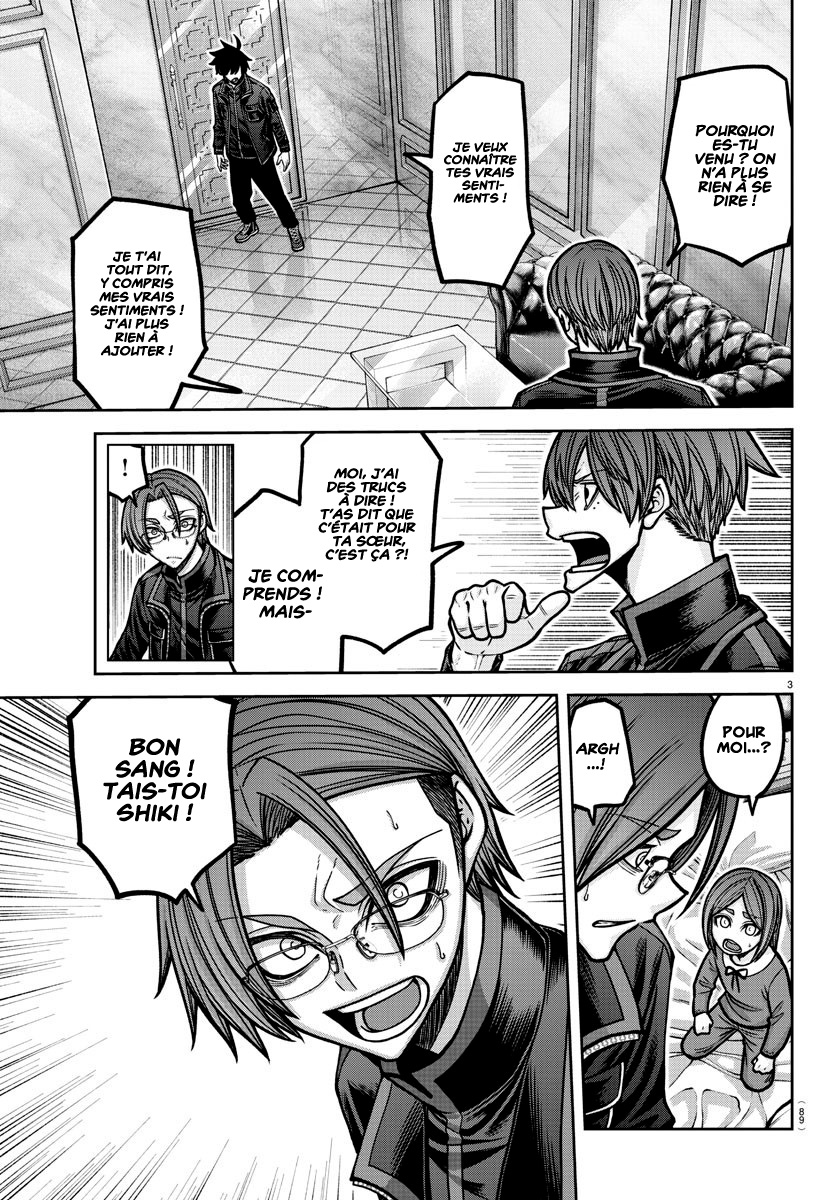 POURQUOI
ES-TU
VENU ? ON
N'A PLUS
RIEN À SE
DIRE !
JE VEUX
CONNAÎTRE
TES VRAIS
SENTI-
MENTS !
JE T'AI
TOUT DIT,
Y COMPRIS
MES VRAIS
SENTIMENTS !
J'AI PLUS
RIEN À
AJOUTER !
MOI, J'AI
DES TRUCS
À DIRE !
T'AS DIT QUE
C'ÉTAIT POUR
TA SŒUR,
C'EST ÇA ?!
JE COM-
PRENDS !
MAIS-
!
3
POUR
MOI...?
ARGH
...!
BON
SANG !
TAIS-TOI
SHIKI !
(89)